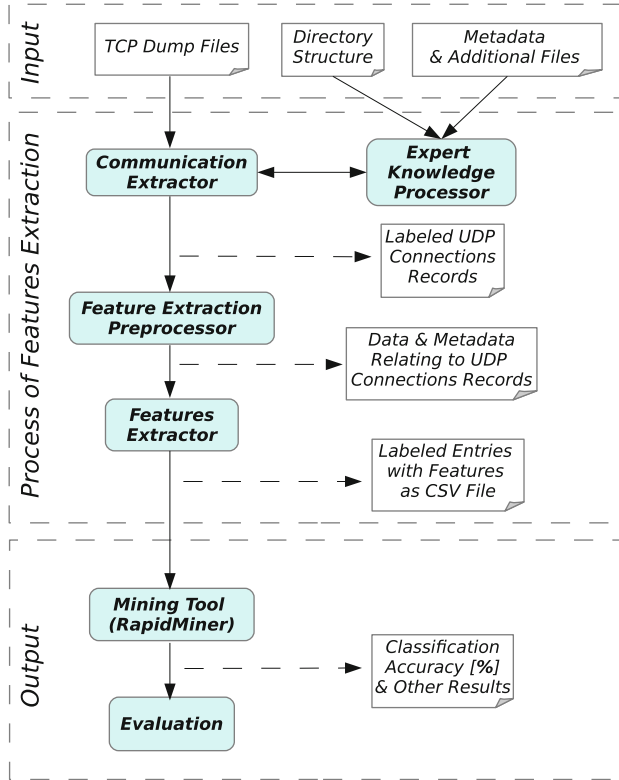 Input
TCP Dump Files
Directory
Structure
Metadata
& Additional Files
Process of Features Extraction
Communication
Extractor
Expert
Knowledge
Processor
Labeled UDP
Connections
Records
Feature Extraction
Preprocessor
Data & Metadata
Relating to UDP
Connections Records
Features
Extractor
Labeled Entries
with Features
as CSV File
Output
Mining Tool
(RapidMiner)
Classification
Accuracy [%]
& Other Results
Evaluation